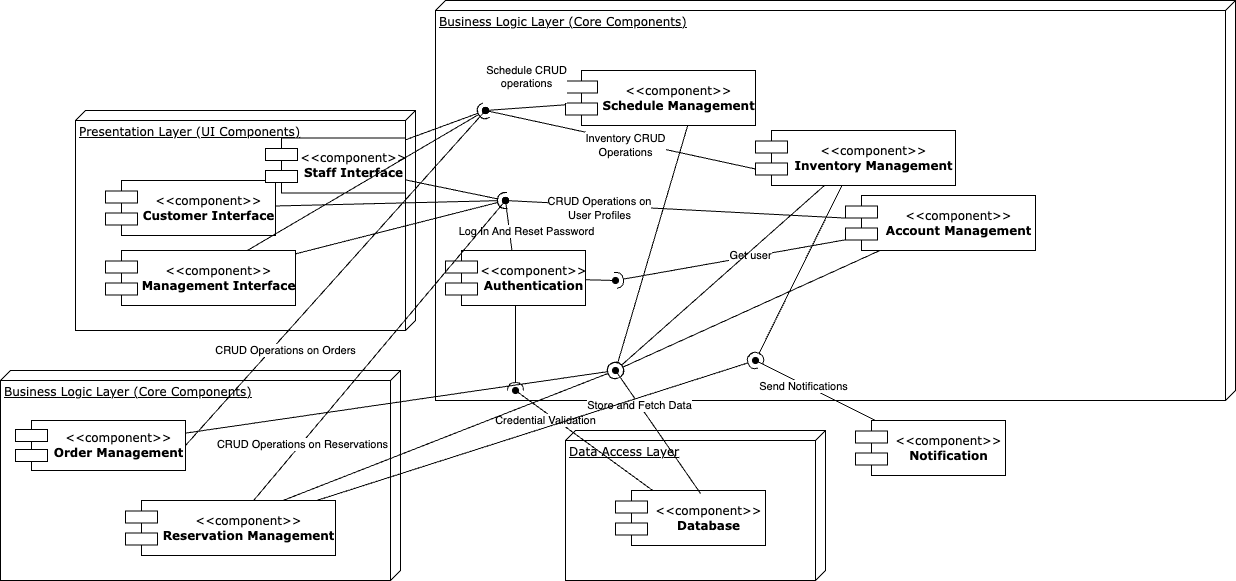 Business Logic Layer (Core Components)
Schedule CRUD
operations
<<component>>
Schedule Management
Presentation Layer (UI Components)
Inventory CRUD
Operations
<<component>>
Inventory Management
<<component>>
Staff Interface
<<component>>
Customer Interface
CRUD Operations on
User Profiles
<<component>>
Account Management
Log In And Reset Password
Get user
<<component>>
Management Interface
<<component>>
Authentication
CRUD Operations on Orders
Business Logic Layer (Core Components)
Send Notifications
Store and Fetch Data
Credential Validation
<<component>>
Order Management
CRUD Operations on Reservations
Data Access Layer
<<component>>
Notification
<<component>>
Reservation Management
<<component>>
Database